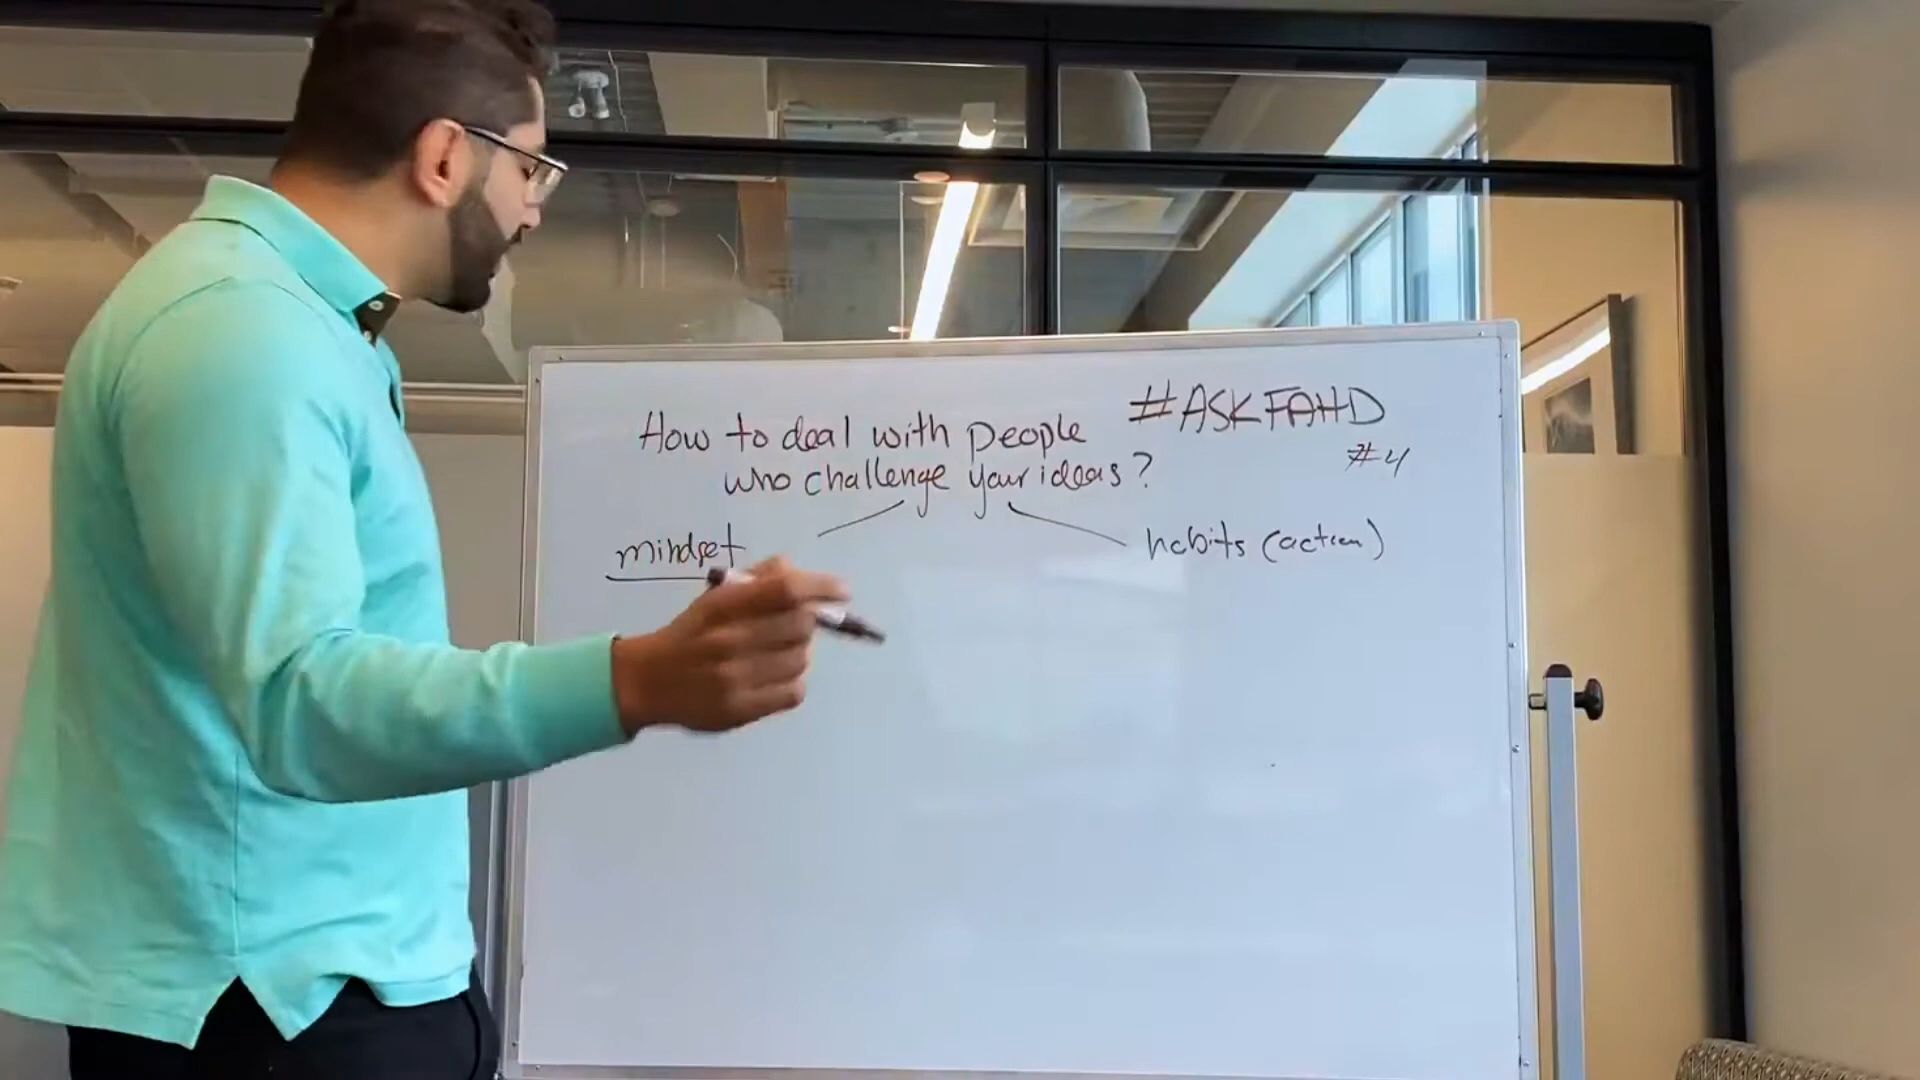 How to deal with people
who challenge your ideas?
#ASKFAHD
#4
mindset
habits (action)